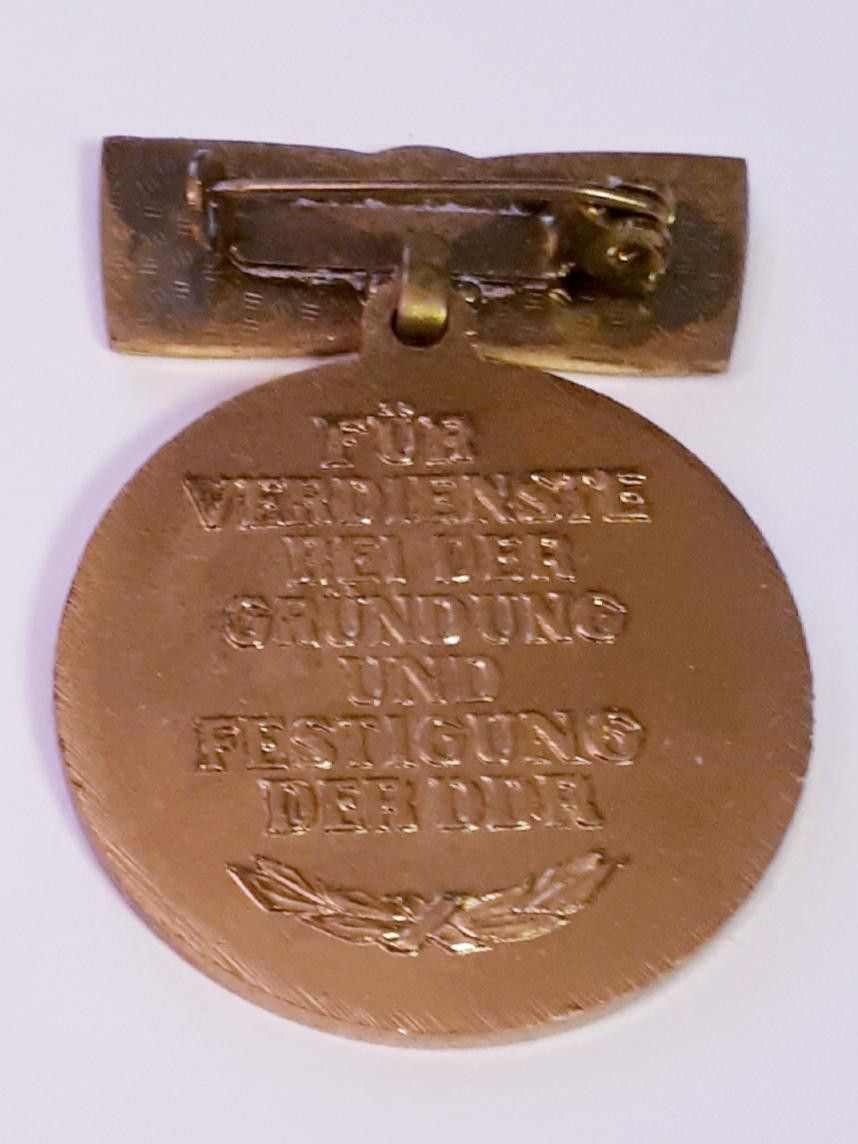 FÜR
VERDIENSTE
BEI DER
GRÜNDUNG
UND
FESTIGUNG
DER DDR